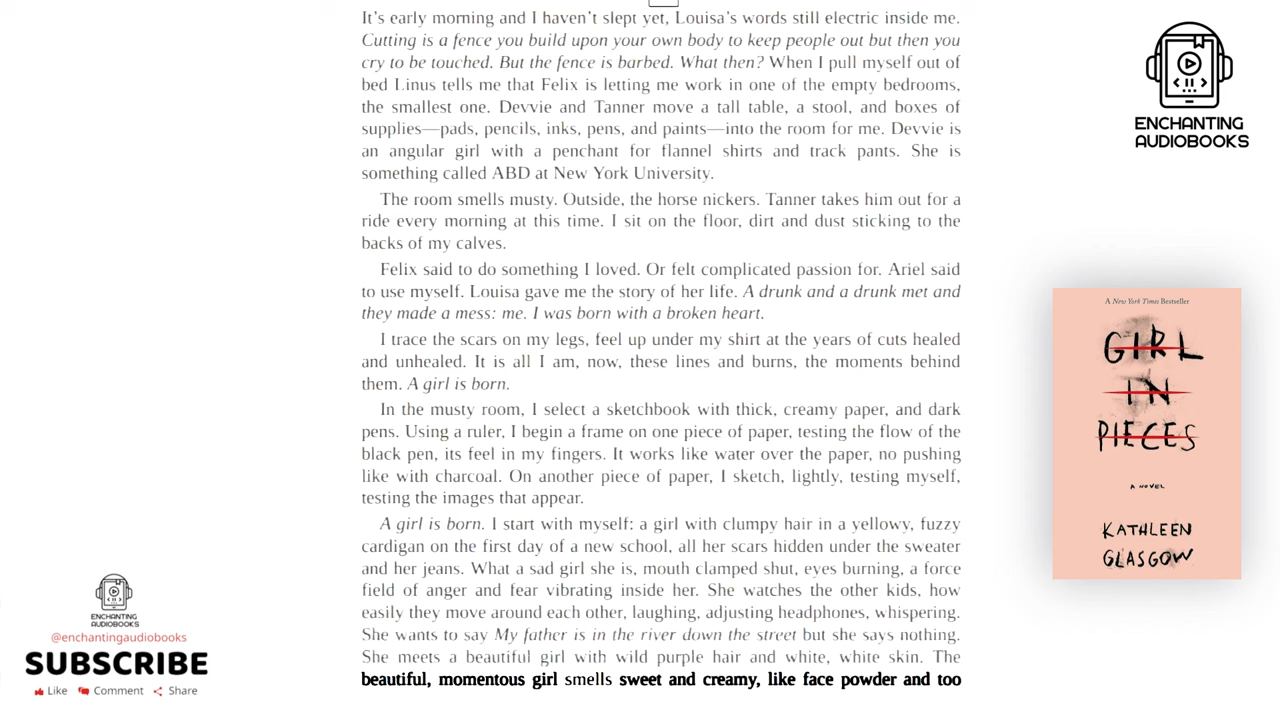 It's early morning and I haven't slept yet, Louisa's words still electric inside me.
Cutting is a fence you build upon your own body to keep people out but then you
cry to be touched. But the fence is barbed. What then? When I pull myself out of
bed Linus tells me that Felix is letting me work in one of the empty bedrooms,
the smallest one. Devvie and Tanner move a tall table, a stool, and boxes of
supplies—pads, pencils, inks, pens, and paints—into the room for me. Devvie is
an angular girl with a penchant for flannel shirts and track pants. She is
something called ABD at New York University.
The room smells musty. Outside, the horse nickers. Tanner takes him out for a
ride every morning at this time. I sit on the floor, dirt and dust sticking to the
backs of my calves.
Felix said to do something I loved. Or felt complicated passion for. Ariel said
to use myself. Louisa gave me the story of her life. A drunk and a drunk met and
they made a mess: me. I was born with a broken heart.
I trace the scars on my legs, feel up under my shirt at the years of cuts healed
and unhealed. It is all I am, now, these lines and burns, the moments behind
them. A girl is born.
In the musty room, I select a sketchbook with thick, creamy paper, and dark
pens. Using a ruler, I begin a frame on one piece of paper, testing the flow of the
black pen, its feel in my fingers. It works like water over the paper, no pushing
like with charcoal. On another piece of paper, I sketch, lightly, testing myself,
testing the images that appear.
A girl is born. I start with myself: a girl with clumpy hair in a yellowy, fuzzy
cardigan on the first day of a new school, all her scars hidden under the sweater
and her jeans. What a sad girl she is, mouth clamped shut, eyes burning, a force
field of anger and fear vibrating inside her. She watches the other kids, how
easily they move around each other, laughing, adjusting headphones, whispering.
She wants to say My father is in the river down the street but she says nothing.
She meets a beautiful girl with wild purple hair and white, white skin. The
beautiful, momentous girl smells sweet and creamy, like face powder and too
ENCHANTING
AUDIOBOOKS
A New York Times Bestseller
GIRL
IN
PIECES
A NOVEL
KATHLEEN
GLASGOW
ENCHANTING
AUDIOBOOKS
@enchantingaudiobooks
SUBSCRIBE
Like Comment Share